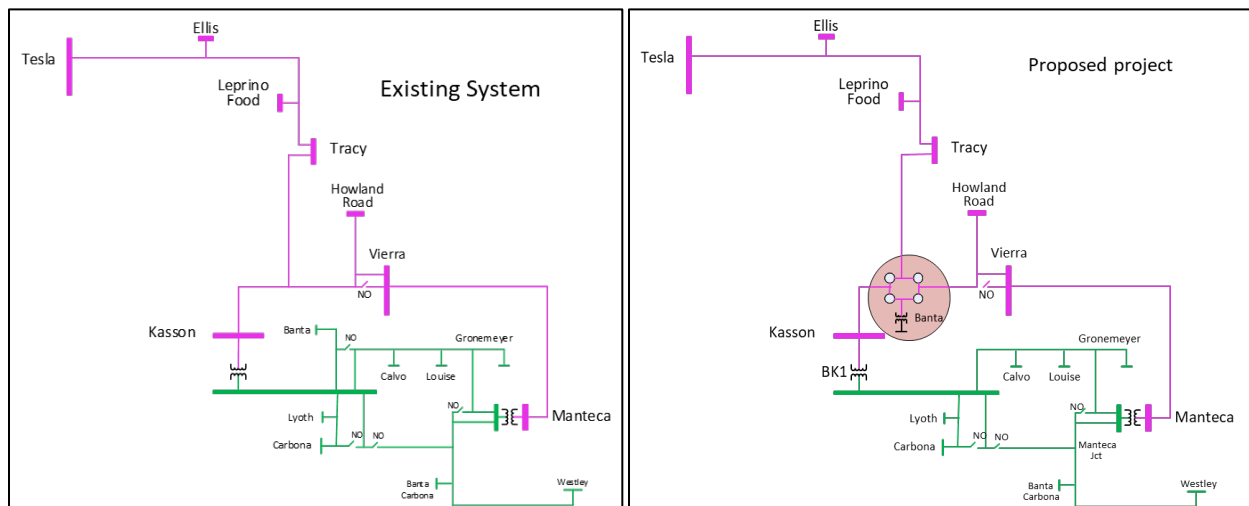 Ellis
Tesla
Existing System
Leprino
Food
Tracy
Howland
Road
Vierra
NO
Kasson
Banta
NO
Gronemeyer
Calvo
Louise
NO
Lyoth
Manteca
Carbona
NO
NO
Banta
Carbona
Westley
Ellis
Tesla
Proposed project
Leprino
Food
Tracy
Howland
Road
Vierra
NO
Banta
Kasson
Gronemeyer
BK1
Calvo
Louise
NO
Lyoth
Manteca
Carbona
NO
NO
Manteca
Jct
Banta
Carbona
Westley